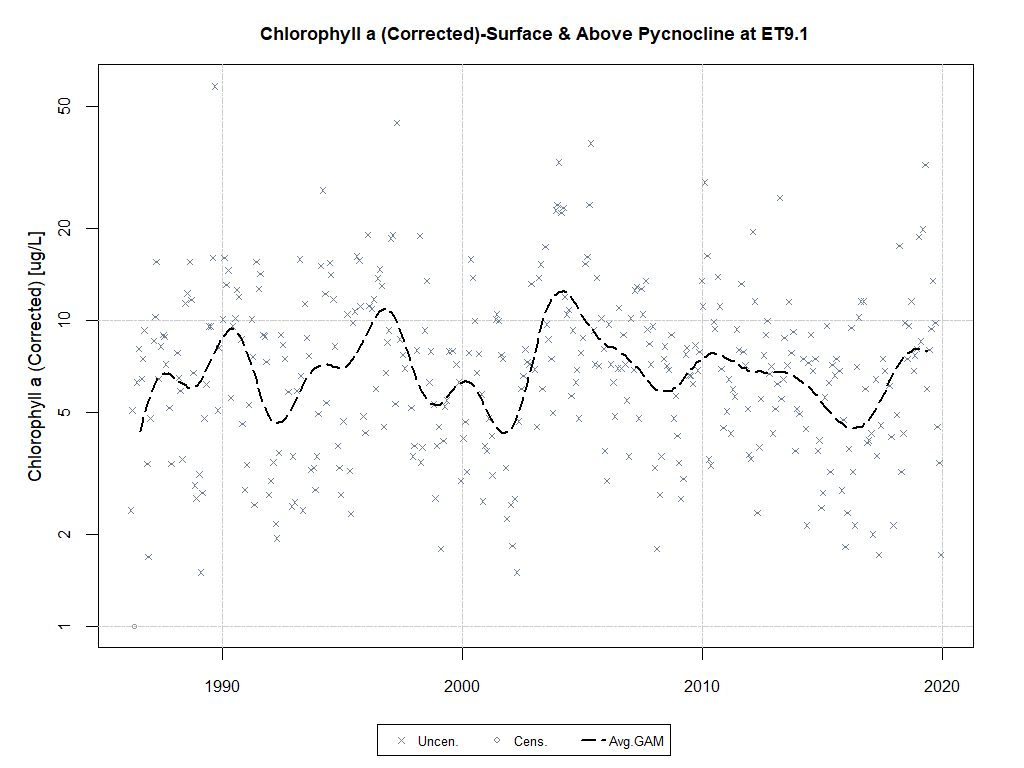 Chlorophyll a (Corrected)-Surface & Above Pycnocline at ET9.1
Chlorophyll a (Corrected) [ug/L]
50
20
10
5
2
1
1990 2000 2010 2020
Uncen. Cens. Avg.GAM